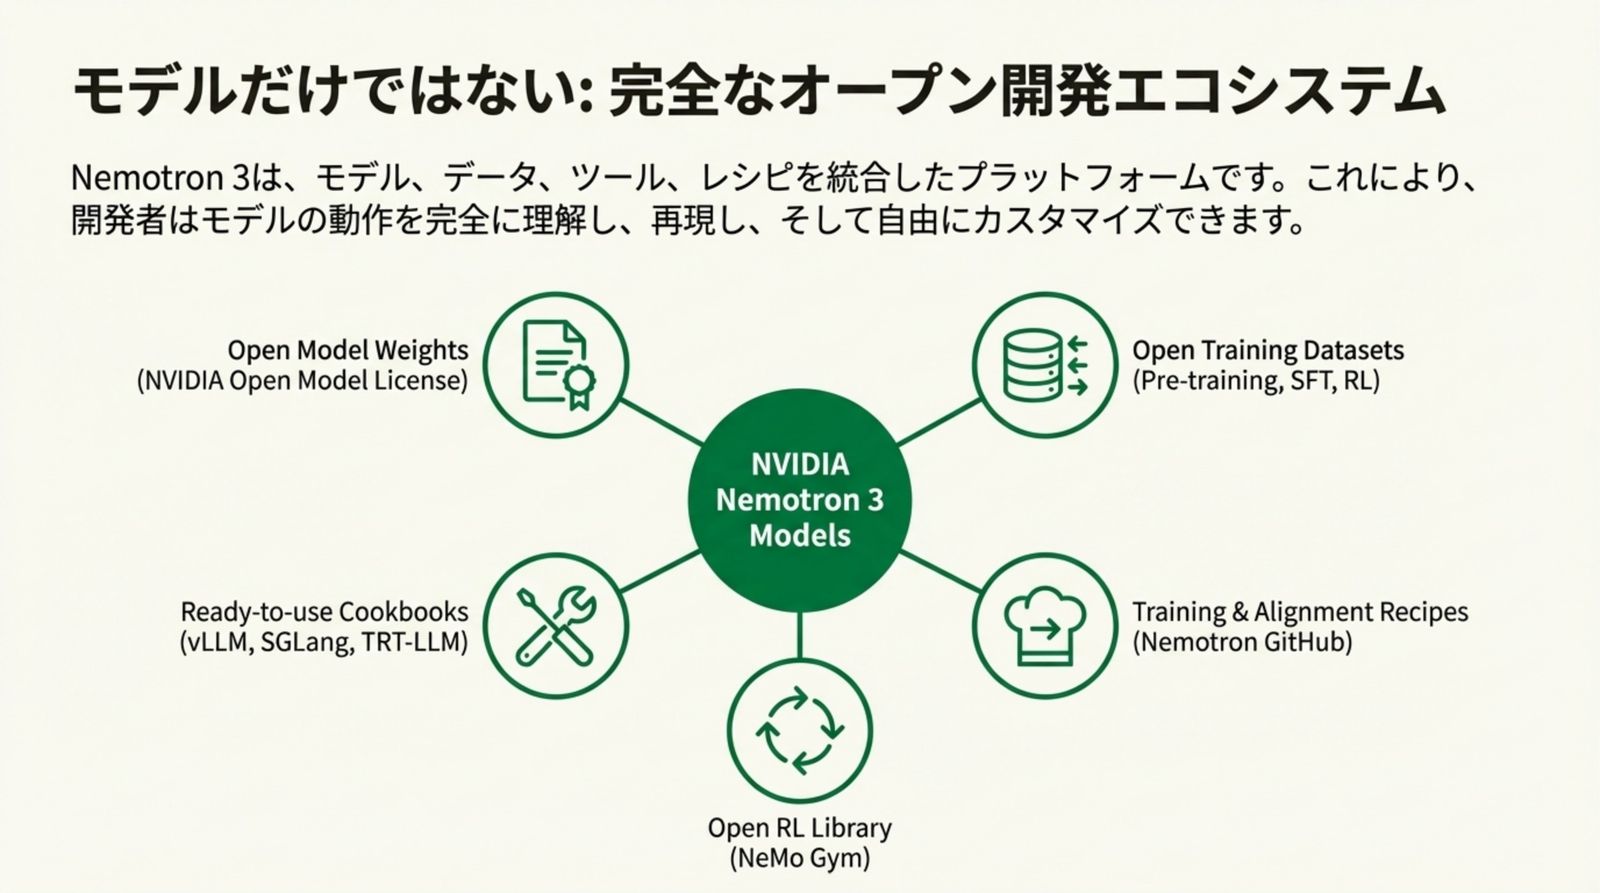 モデルだけではない: 完全なオープン開発エコシステム
Nemotron 3は、モデル、データ、ツール、レシピを統合したプラットフォームです。これにより、
開発者はモデルの動作を完全に理解し、再現し、そして自由にカスタマイズできます。
Open Model Weights
(NVIDIA Open Model License)
Open Training Datasets
(Pre-training, SFT, RL)
NVIDIA
Nemotron 3
Models
Ready-to-use Cookbooks
(vLLM, SGLang, TRT-LLM)
Training & Alignment Recipes
(Nemotron GitHub)
Open RL Library
(NeMo Gym)